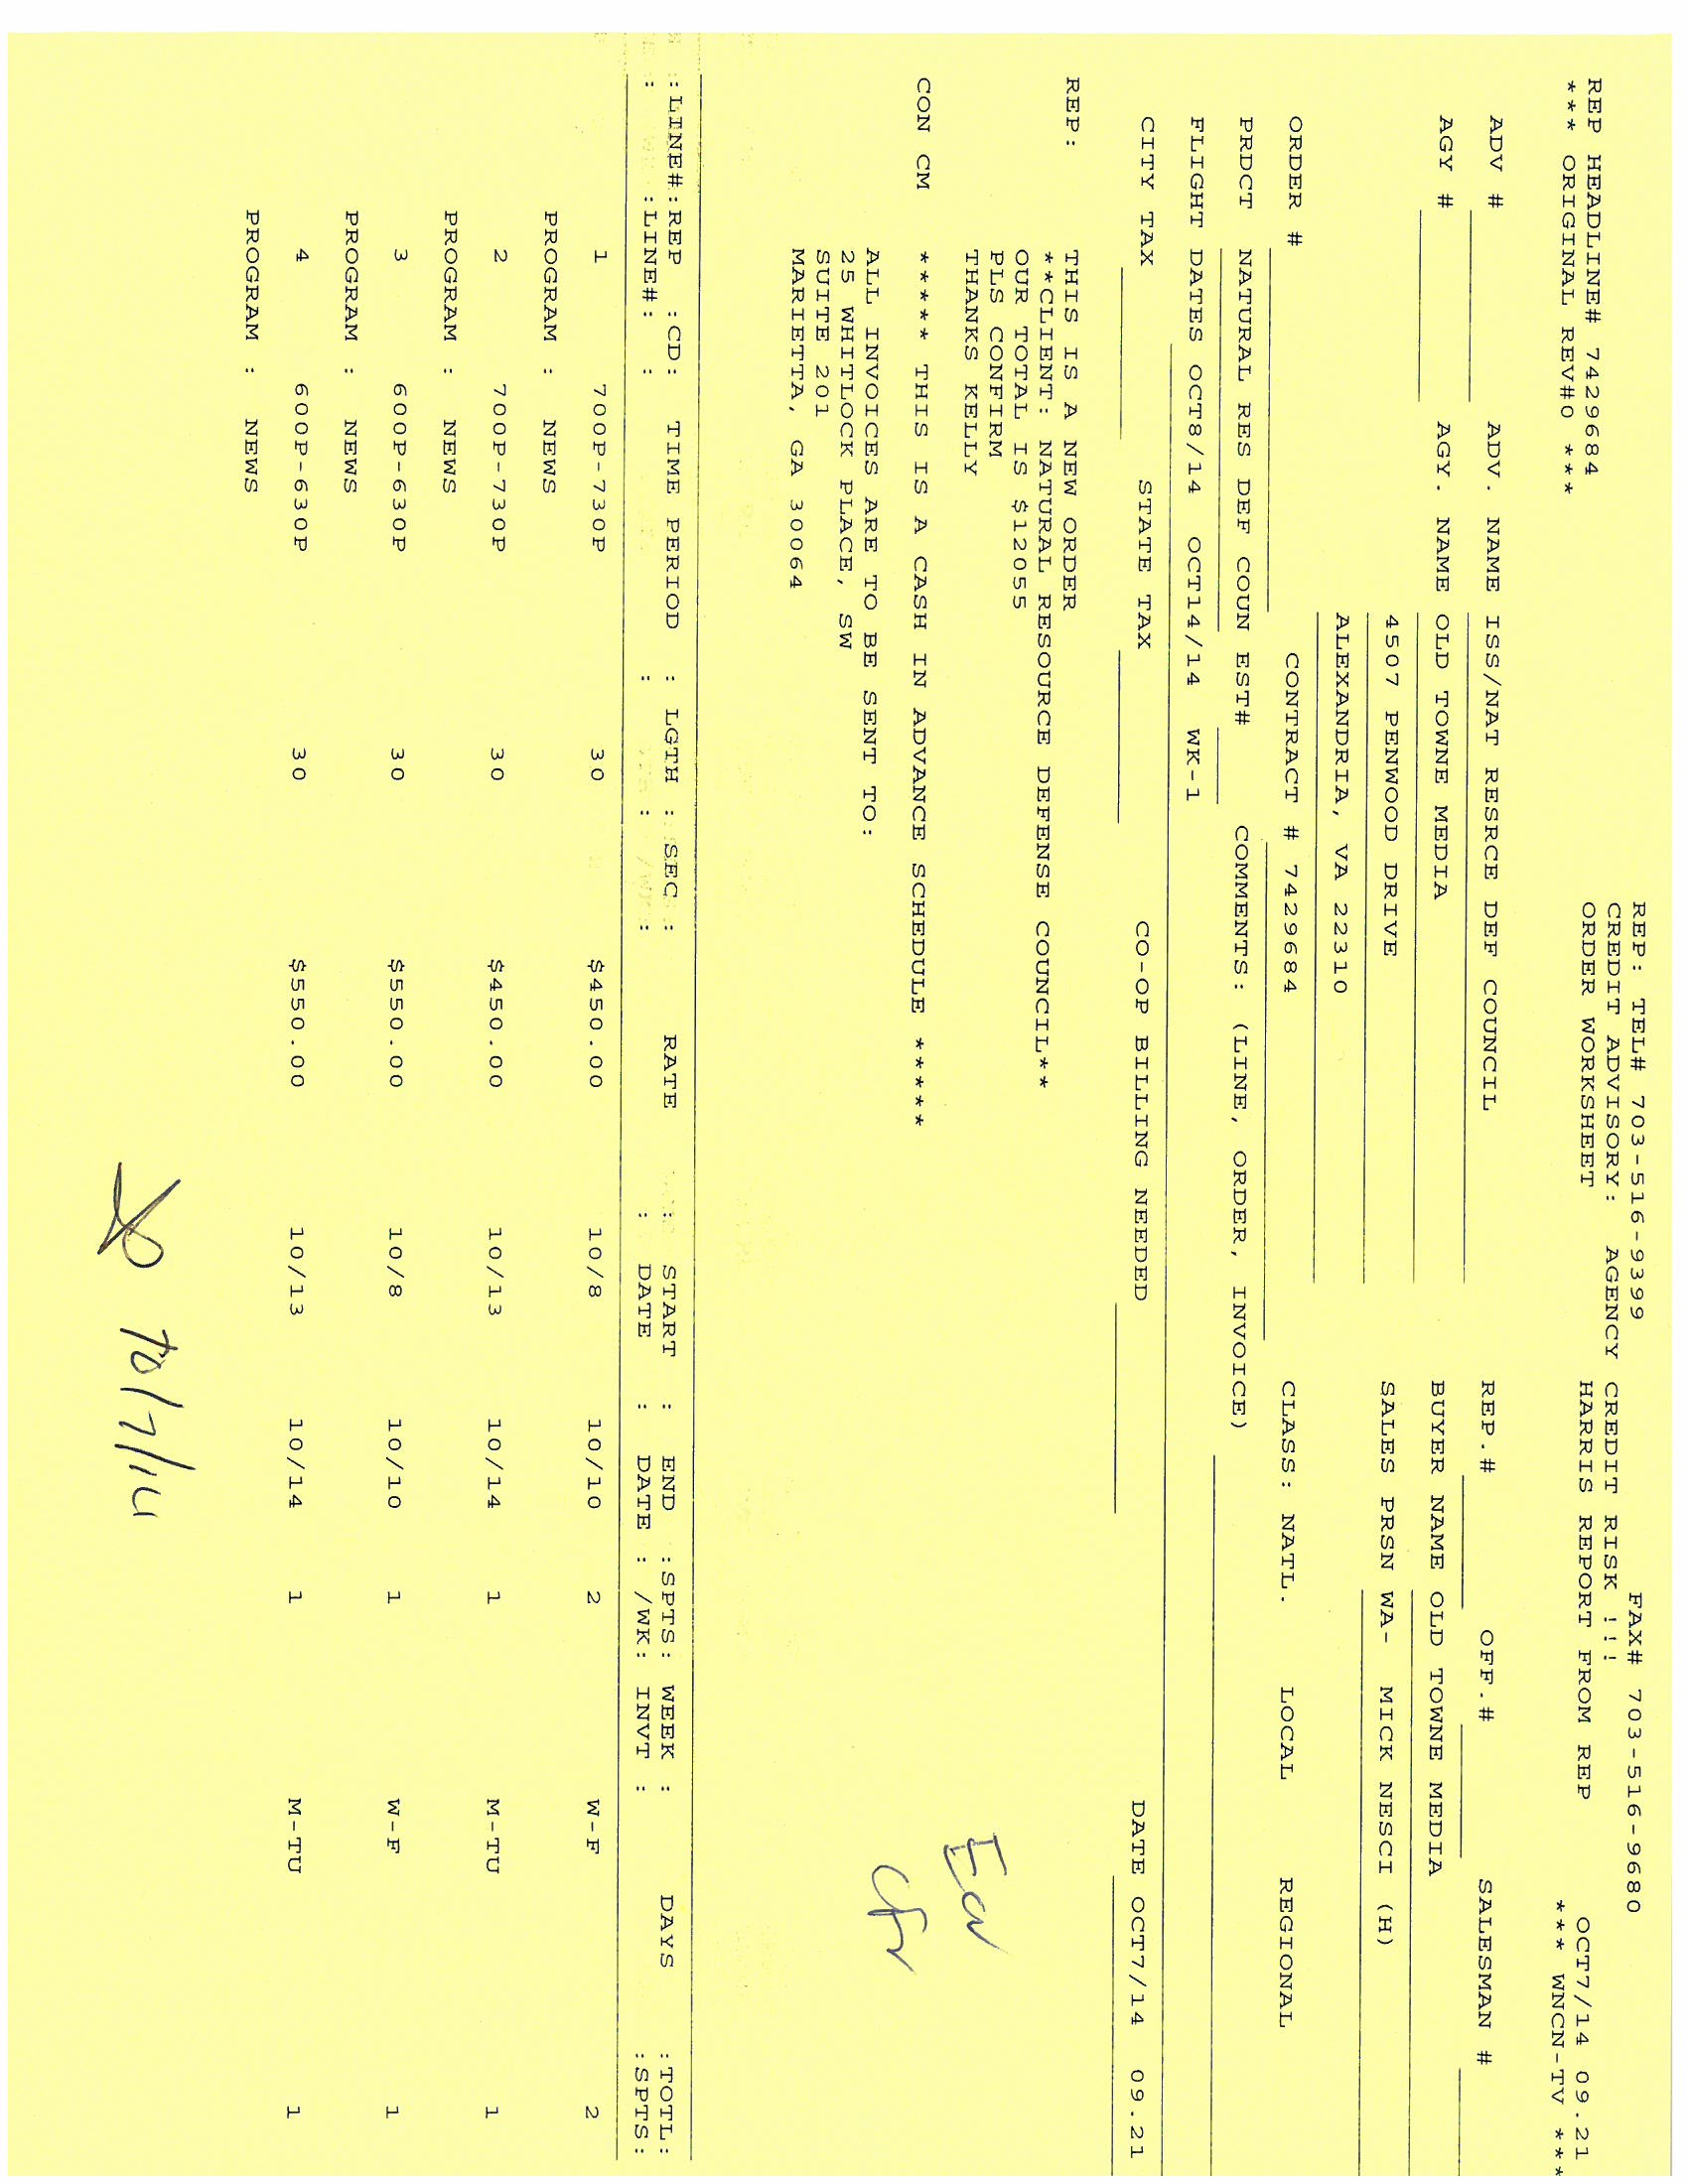 REP: TEL# 703-516-9399 FAX# 703-516-9680
CREDIT ADVISORY: AGENCY CREDIT RISK !!! OCT7/14 09.21
REP HEADLINE# 7429684 ORDER WORKSHEET HARRIS REPORT FROM REP *** WNCN-TV ***
*** ORIGINAL REV#0 ***
ADV # ADV. NAME ISS/NAT RESRCE DEF COUNCIL REP.# OFF.# SALESMAN #
AGY # AGY. NAME OLD TOWNE MEDIA BUYER NAME OLD TOWNE MEDIA
4507 PENWOOD DRIVE SALES PRSN WA- MICK NESCI (H)
ALEXANDRIA, VA 22310
ORDER # CONTRACT # 7429684 CLASS: NATL. LOCAL REGIONAL
PRDCT NATURAL RES DEF COUN EST# COMMENTS: (LINE, ORDER, INVOICE)
FLIGHT DATES OCT8/14 OCT14/14 WK-1
CITY TAX STATE TAX CO-OP BILLING NEEDED DATE OCT7/14 09.21
REP: THIS IS A NEW ORDER
**CLIENT: NATURAL RESOURCE DEFENSE COUNCIL**
OUR TOTAL IS $12055
PLS CONFIRM
THANKS KELLY
CON CM ***** THIS IS A CASH IN ADVANCE SCHEDULE *****
ALL INVOICES ARE TO BE SENT TO:
25 WHITLOCK PLACE, SW
SUITE 201
MARIETTA, GA 30064
:LINE#:REP :CD: TIME PERIOD : LGTH : SEC : RATE : START : END :SPTS: WEEK : DAYS :TOTL:
: :LINE#: : : : : : DATE : DATE : /WK: INVT : :SPTS:
1 700P-730P 30 $450.00 10/8 10/10 2 W-F 2
PROGRAM : NEWS
2 700P-730P 30 $450.00 10/13 10/14 1 M-TU 1
PROGRAM : NEWS
3 600P-630P 30 $550.00 10/8 10/10 1 W-F 1
PROGRAM : NEWS
4 600P-630P 30 $550.00 10/13 10/14 1 M-TU 1
PROGRAM : NEWS
10/7/14